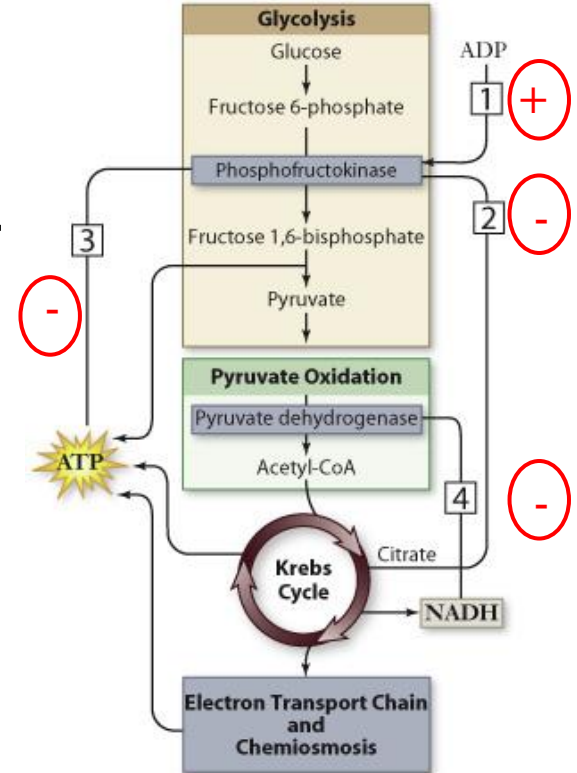 Glycolysis
Glucose
ADP
1
+
Fructose 6-phosphate
Phosphofructokinase
2
-
3
Fructose 1,6-bisphosphate
-
Pyruvate
Pyruvate Oxidation
Pyruvate dehydrogenase
ATP
Acetyl-CoA
4
-
Citrate
Krebs
Cycle
NADH
Electron Transport Chain
and
Chemiosmosis